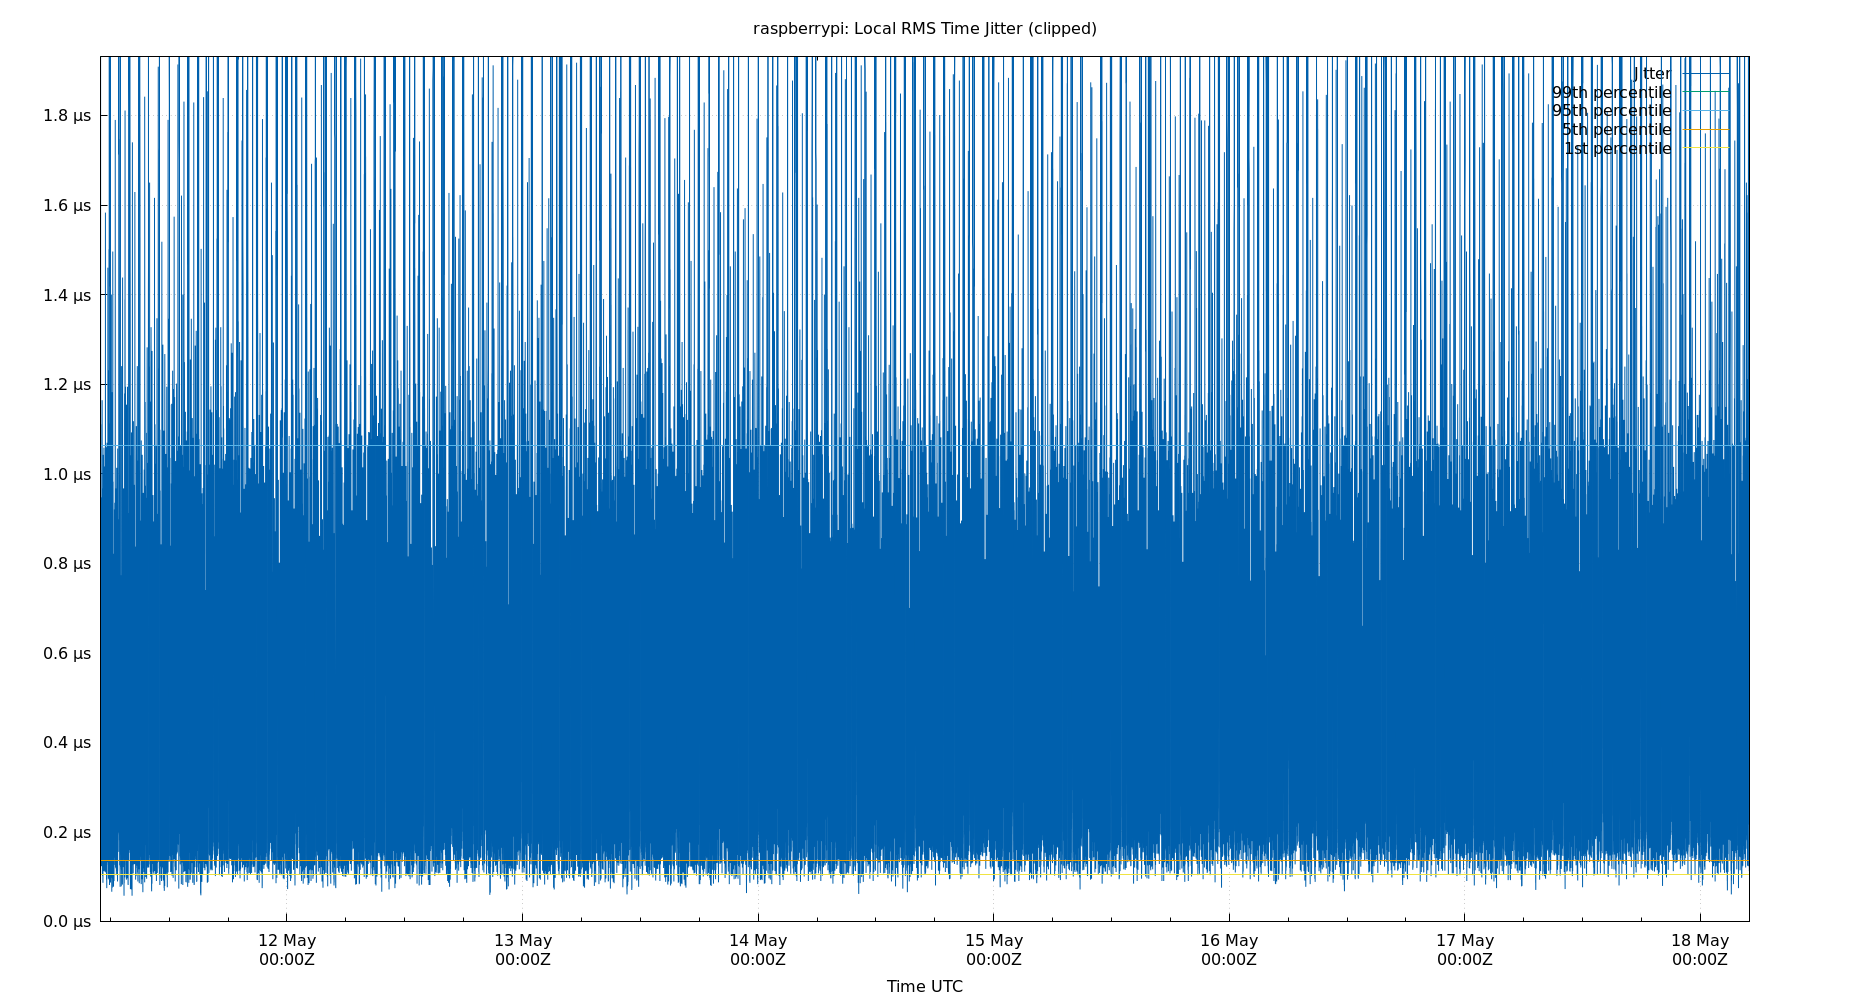 raspberrypi: Local RMS Time Jitter (clipped)
Jitter
99th percentile
95th percentile
5th percentile
1st percentile
1.8 μs
1.6 μs
1.4 μs
1.2 μs
1.0 μs
0.8 μs
0.6 μs
0.4 μs
0.2 μs
0.0 μs
12 May 13 May 14 May 15 May 16 May 17 May 18 May
00:00Z 00:00Z 00:00Z 00:00Z 00:00Z 00:00Z 00:00Z
Time UTC